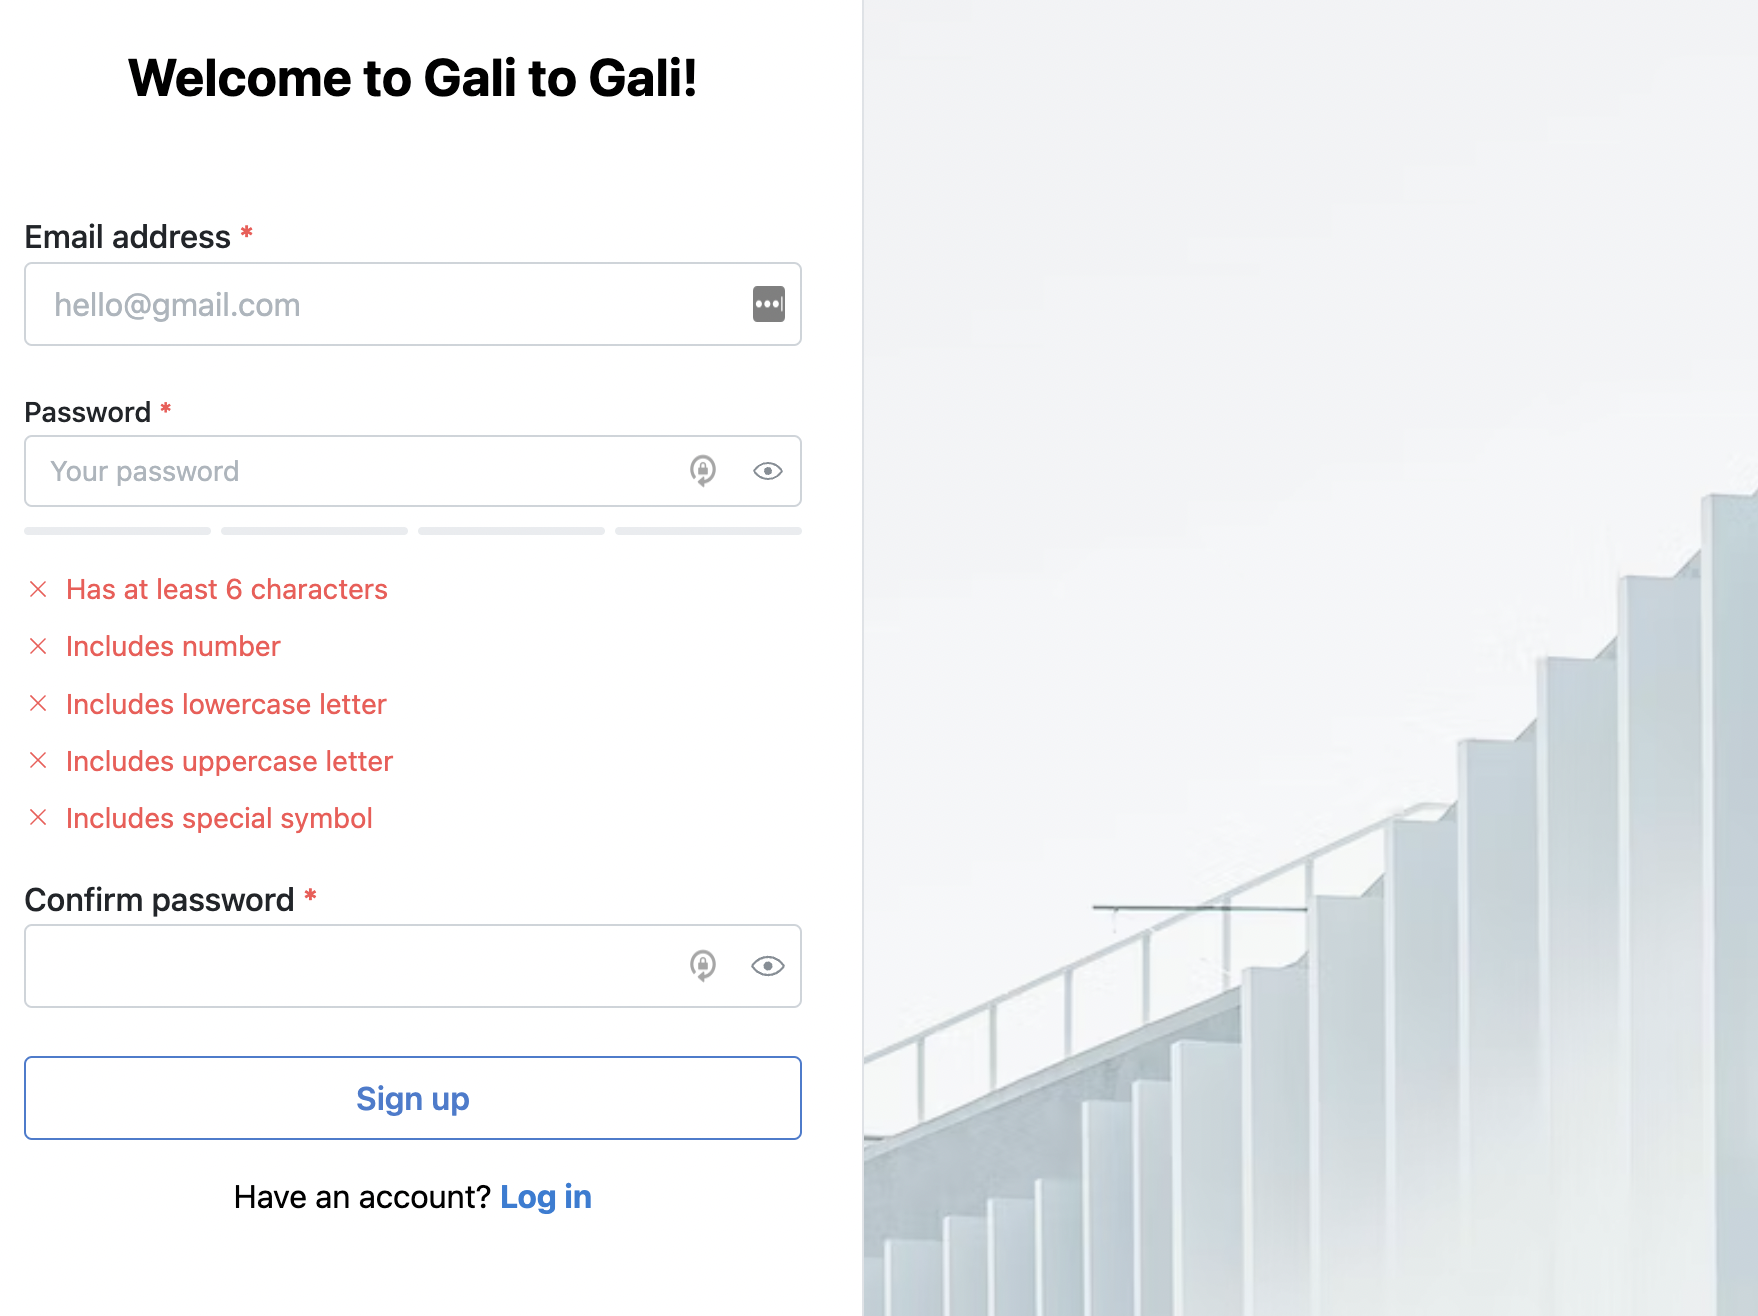 Welcome to Gali to Gali!
Email address *
hello@gmail.com
Password *
Your password
Has at least 6 characters
Includes number
Includes lowercase letter
Includes uppercase letter
Includes special symbol
Confirm password *
Sign up
Have an account? Log in